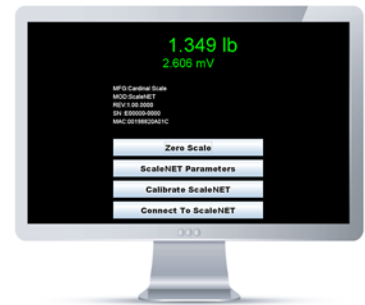 1.349 lb
2.606 mV
MFG:Cardinal Scale
MOD:ScaleNET
REV:1.00.0000
SN :E00000-0000
MAC:00198820A01C
Zero Scale
ScaleNET Parameters
Calibrate ScaleNET
Connect To ScaleNET